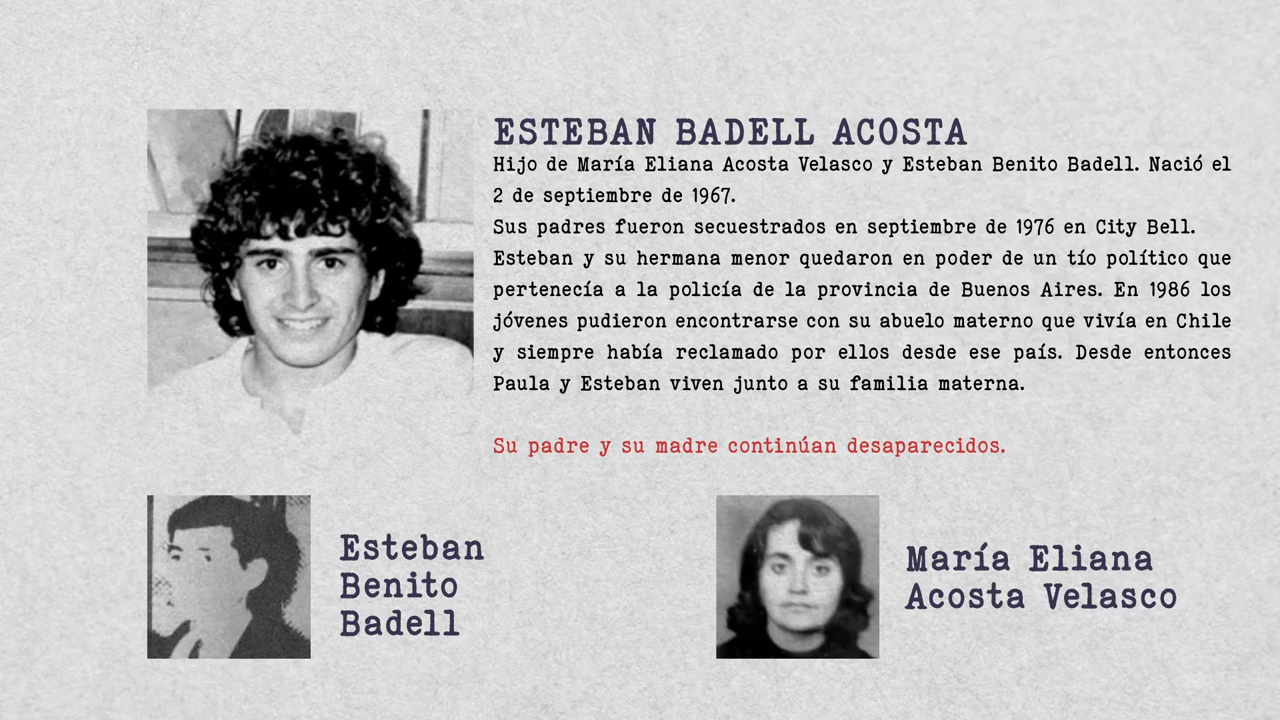 ESTEBAN BADELL ACOSTA
Hijo de María Eliana Acosta Velasco y Esteban Benito Badell. Nació el
2 de septiembre de 1967.
Sus padres fueron secuestrados en septiembre de 1976 en City Bell.
Esteban y su hermana menor quedaron en poder de un tío político que
pertenecía a la policía de la provincia de Buenos Aires. En 1986 los
jóvenes pudieron encontrarse con su abuelo materno que vivía en Chile
y siempre había reclamado por ellos desde ese país. Desde entonces
Paula y Esteban viven junto a su familia materna.
Su padre y su madre continúan desaparecidos.
Esteban
Benito
Badell
María Eliana
Acosta Velasco